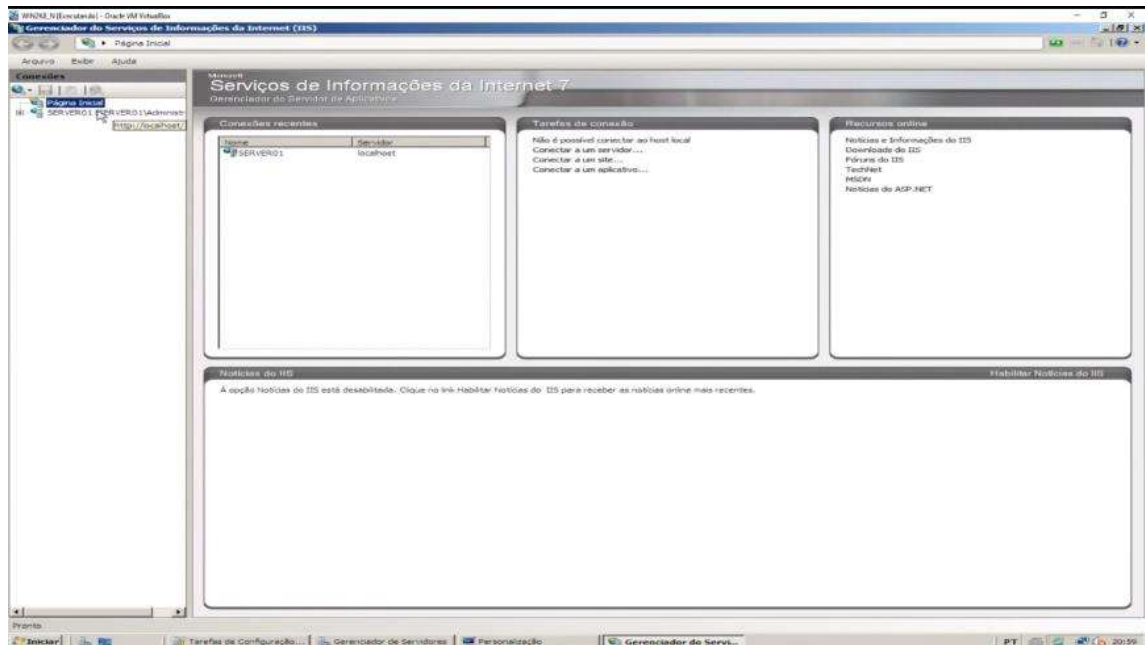 WIN2K8_N [Executando] - Oracle VM VirtualBox
Gerenciador do Serviços de Informações da Internet (IIS)
Página Inicial
Arquivo Exibir Ajuda
Conexões
Página Inicial
SERVER01 (SERVER01\Administ
http://localhost/
Microsoft
Serviços de Informações da Internet 7
Gerenciador do Servidor de Aplicativos
Conexões recentes
Nome Servidor
SERVER01 localhost
Tarefas de conexão
Não é possível conectar ao host local
Conectar a um servidor...
Conectar a um site...
Conectar a um aplicativo...
Recursos online
Notícias e Informações do IIS
Downloads do IIS
Fóruns do IIS
TechNet
MSDN
Notícias do ASP.NET
Notícias do IIS
Habilitar Notícias do IIS
A opção Notícias do IIS está desabilitada. Clique no link Habilitar Notícias do IIS para receber as notícias online mais recentes.
Pronto
Iniciar
Tarefas de Configuração...
Gerenciador de Servidores
Personalização
Gerenciador do Servi...
PT
20:59